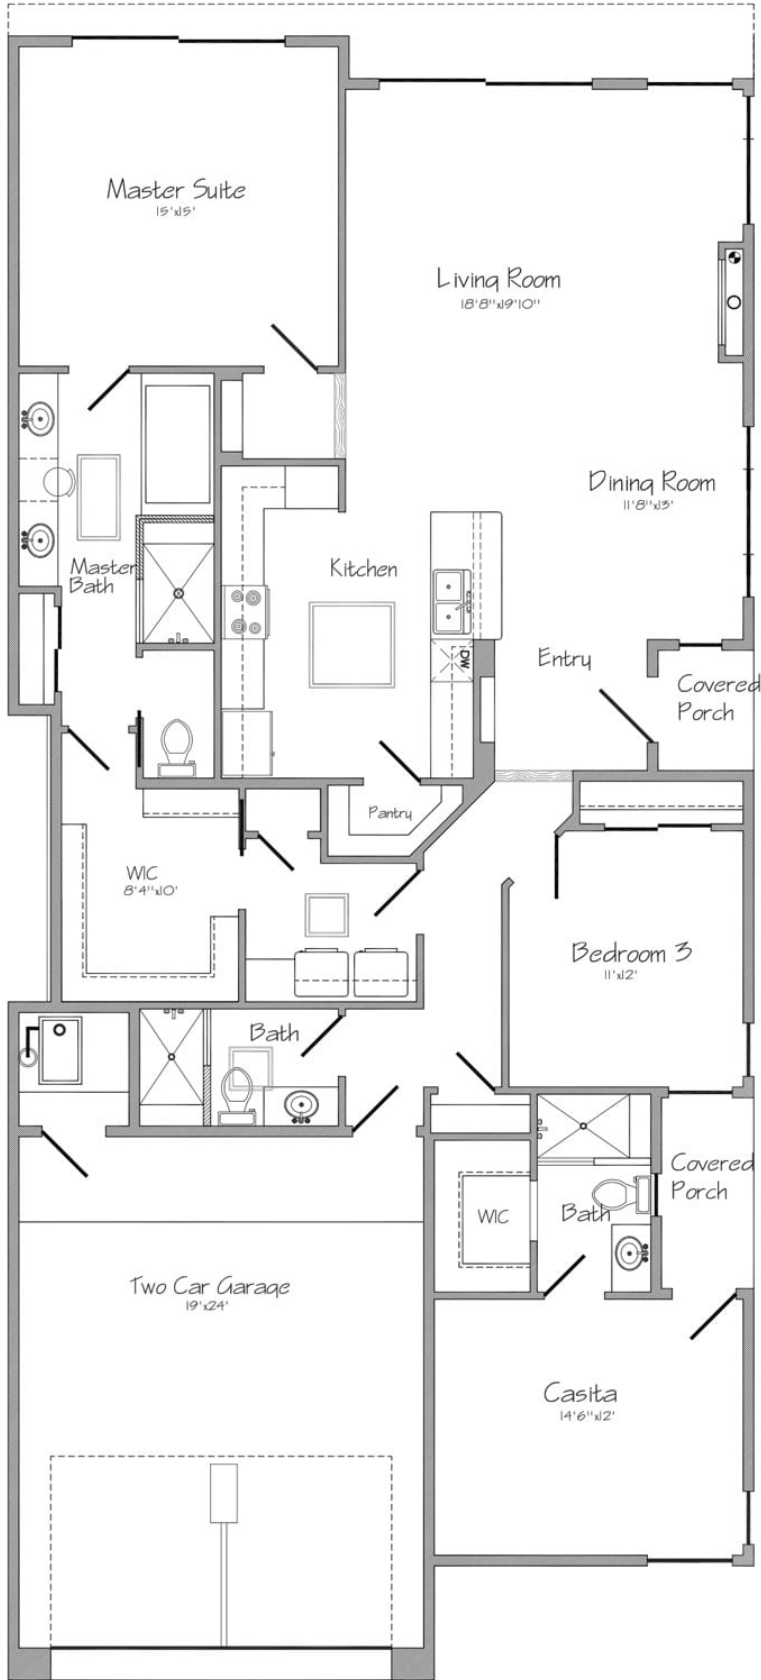 Master Suite
15'x15'
Living Room
18'8"x19'10"
Dining Room
11'8"x13'
Kitchen
Master
Bath
DW
Entry
Covered
Porch
Pantry
WIC
8'4"x10'
Bedroom 3
11'x12'
Bath
Covered
Porch
WIC
Bath
Two Car Garage
19'x24'
Casita
14'6"x12'